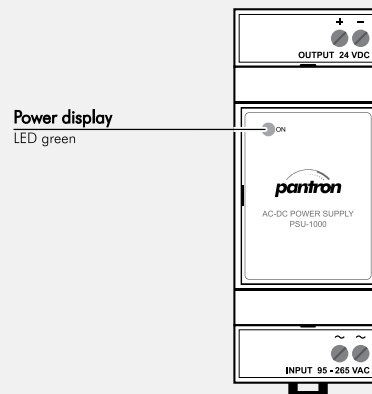 + −
OUTPUT 24 VDC
Power display
LED green
ON
pantron
AC-DC POWER SUPPLY
PSU-1000
~ ~
INPUT 95 - 265 VAC